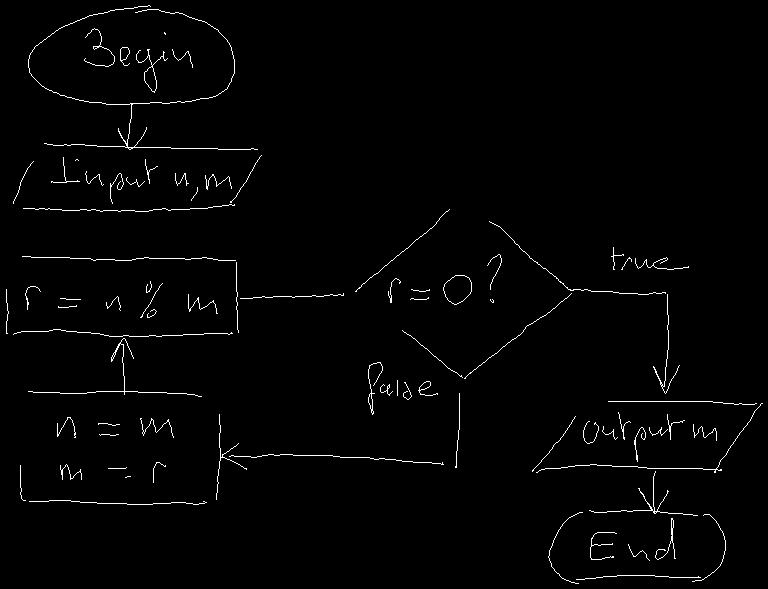 Begin
Input n, m
r = n % m
r = 0 ?
true
false
n = m
m = r
output m
End